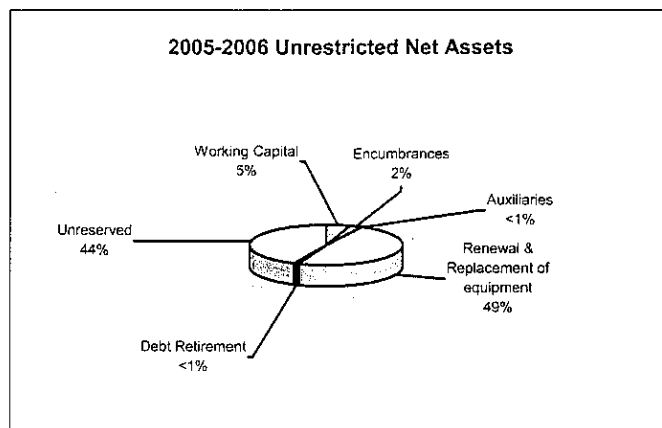 2005-2006 Unrestricted Net Assets
Working Capital
5%
Encumbrances
2%
Auxiliaries
<1%
Unreserved
44%
Renewal &
Replacement of
equipment
49%
Debt Retirement
<1%